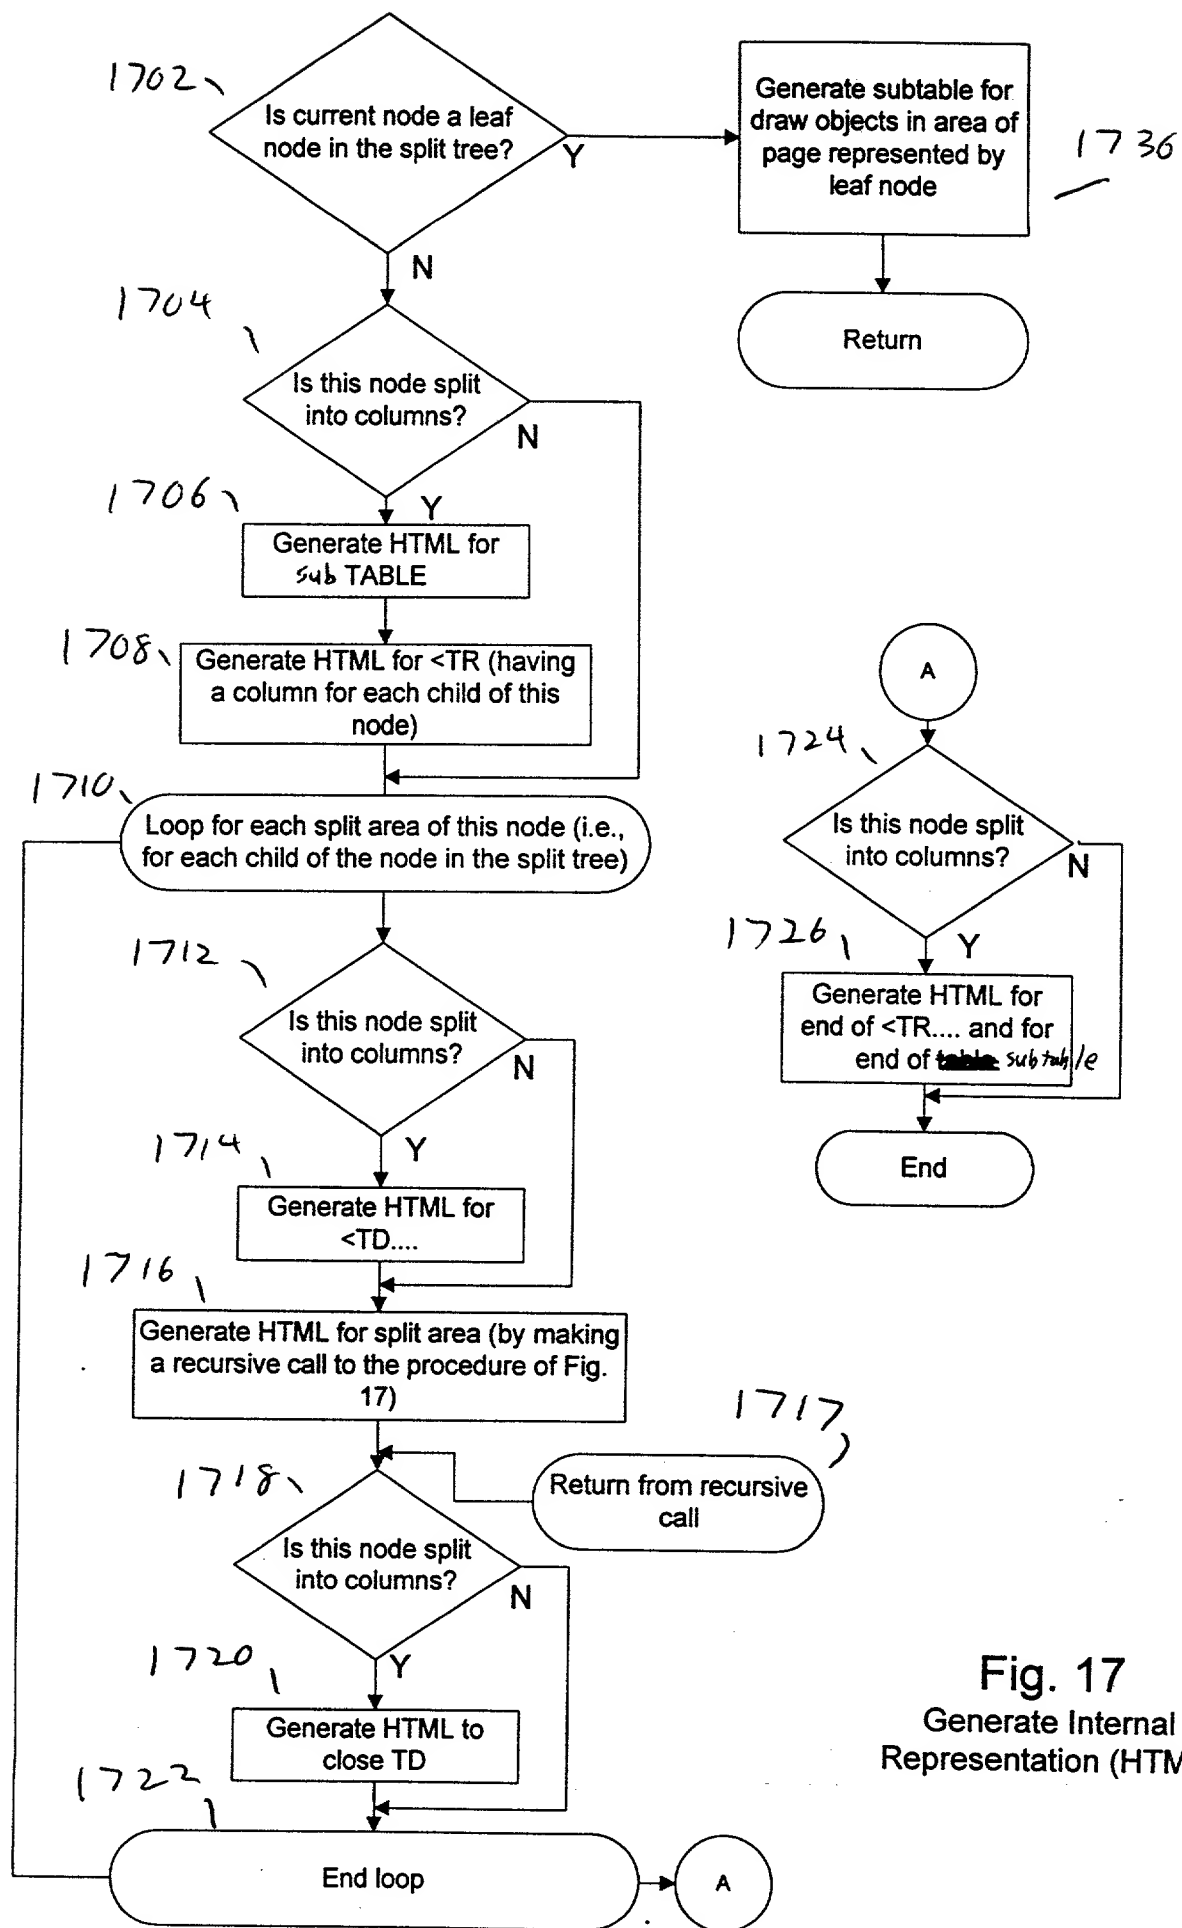 1702
Is current node a leaf
node in the split tree?
Y
N
Generate subtable for
draw objects in area of
page represented by
leaf node
1736
Return
1704
Is this node split
into columns?
N
Y
1706
Generate HTML for
sub TABLE
1708
Generate HTML for <TR (having
a column for each child of this
node)
1710
Loop for each split area of this node (i.e.,
for each child of the node in the split tree)
1712
Is this node split
into columns?
N
Y
1714
Generate HTML for
<TD....
1716
Generate HTML for split area (by making
a recursive call to the procedure of Fig.
17)
1717
Return from recursive
call
1718
Is this node split
into columns?
N
Y
1720
Generate HTML to
close TD
1722
End loop
A
A
1724
Is this node split
into columns?
N
Y
1726
Generate HTML for
end of <TR.... and for
end of subtable
End
Fig. 17
Generate Internal
Representation (HTM